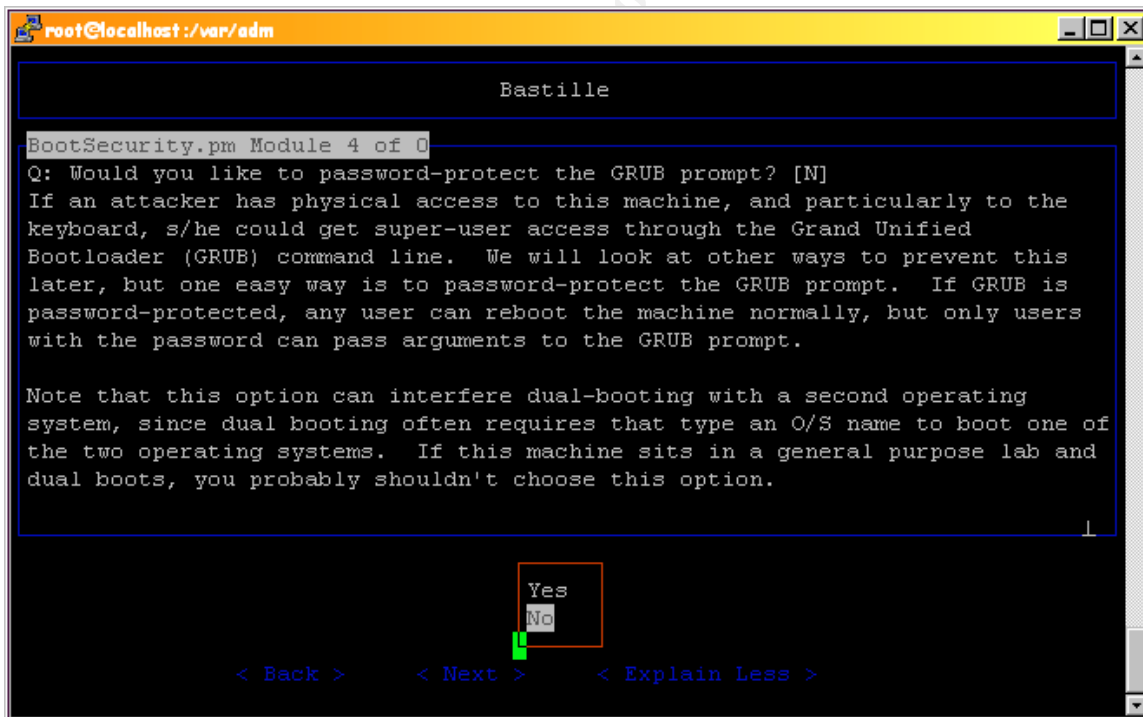 root@localhost:/var/adm
Bastille
BootSecurity.pm Module 4 of 0
Q: Would you like to password-protect the GRUB prompt? [N]
If an attacker has physical access to this machine, and particularly to the
keyboard, s/he could get super-user access through the Grand Unified
Bootloader (GRUB) command line.  We will look at other ways to prevent this
later, but one easy way is to password-protect the GRUB prompt.  If GRUB is
password-protected, any user can reboot the machine normally, but only users
with the password can pass arguments to the GRUB prompt.
Note that this option can interfere dual-booting with a second operating
system, since dual booting often requires that type an O/S name to boot one of
the two operating systems.  If this machine sits in a general purpose lab and
dual boots, you probably shouldn't choose this option.
Yes
No
< Back > < Next > < Explain Less >